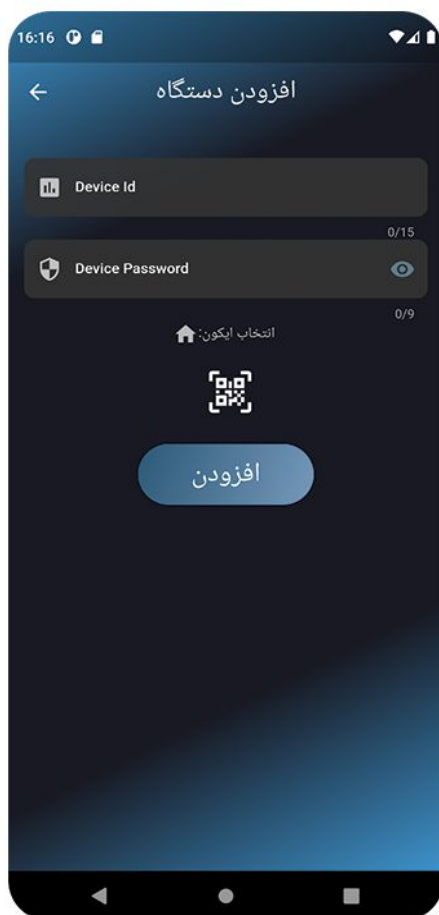 16:16
افزودن دستگاه
Device Id
0/15
Device Password
0/9
انتخاب ایکون:
افزودن